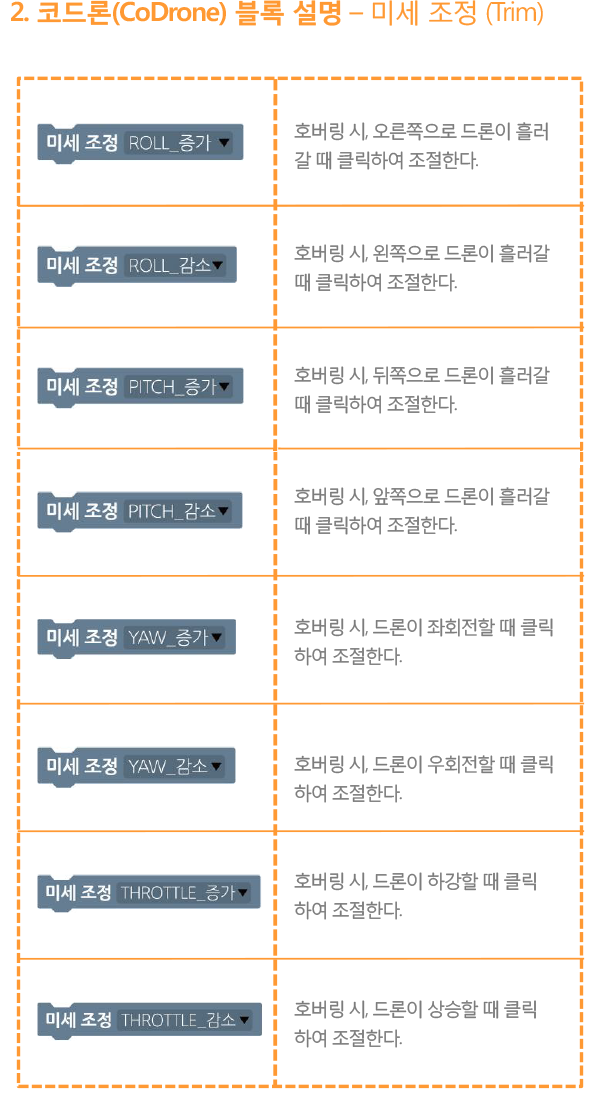 2. 코드론(CoDrone) 블록 설명 – 미세 조정 (Trim)
미세 조정 ROLL_증가 ▼
호버링 시, 오른쪽으로 드론이 흘러
갈 때 클릭하여 조절한다.
미세 조정 ROLL_감소▼
호버링 시, 왼쪽으로 드론이 흘러갈
때 클릭하여 조절한다.
미세 조정 PITCH_증가▼
호버링 시, 뒤쪽으로 드론이 흘러갈
때 클릭하여 조절한다.
미세 조정 PITCH_감소▼
호버링 시, 앞쪽으로 드론이 흘러갈
때 클릭하여 조절한다.
미세 조정 YAW_증가▼
호버링 시, 드론이 좌회전할 때 클릭
하여 조절한다.
미세 조정 YAW_감소▼
호버링 시, 드론이 우회전할 때 클릭
하여 조절한다.
미세 조정 THROTTLE_증가▼
호버링 시, 드론이 하강할 때 클릭
하여 조절한다.
미세 조정 THROTTLE_감소▼
호버링 시, 드론이 상승할 때 클릭
하여 조절한다.